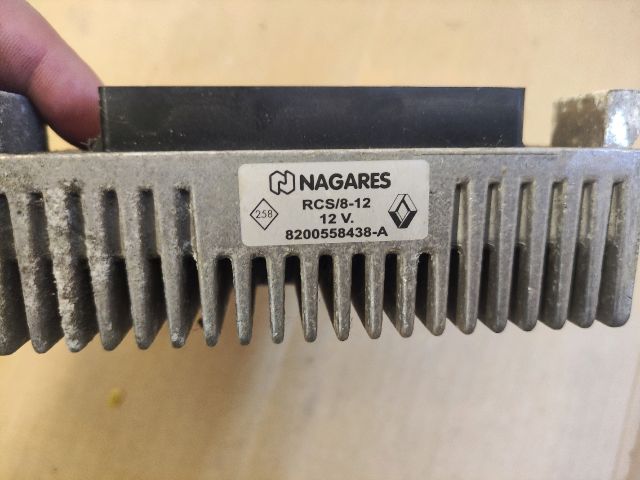 NAGARES
RCS/8-12
258
12 V.
8200558438-A